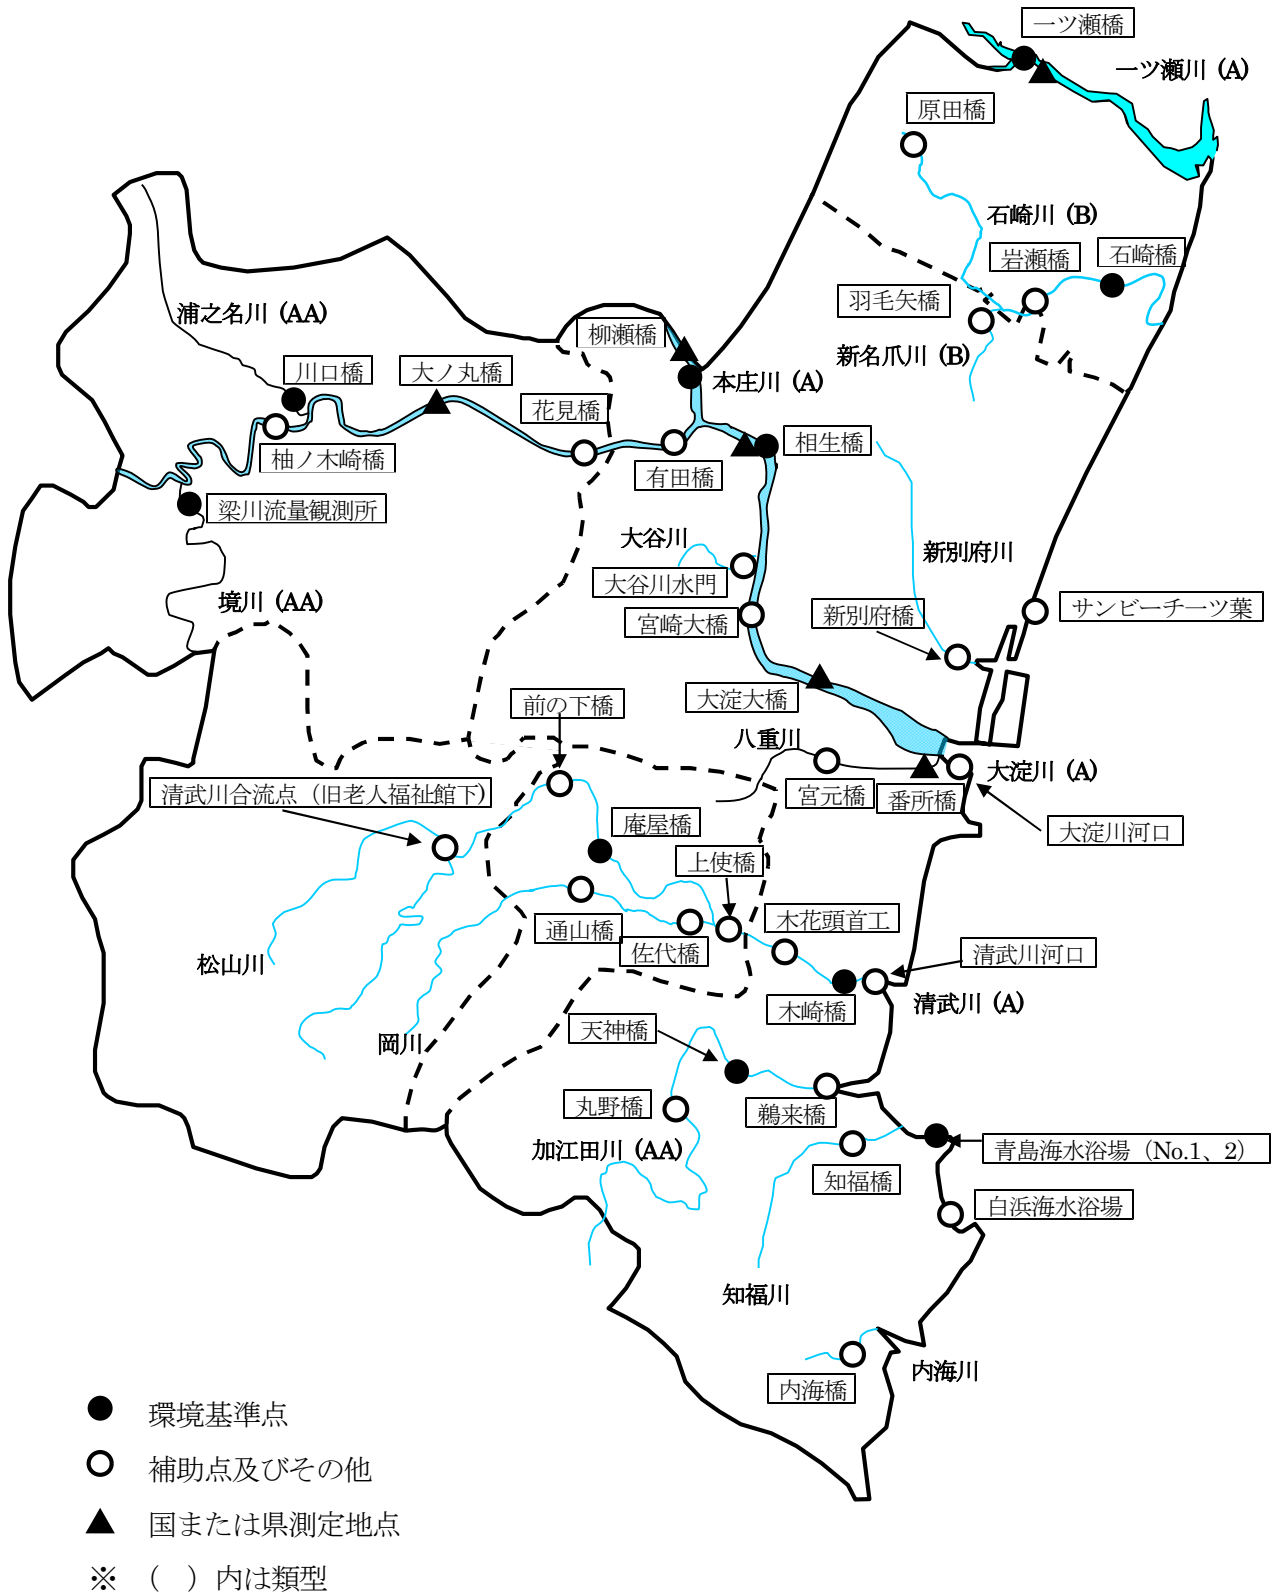 一ツ瀬橋
一ツ瀬川 (A)
原田橋
石崎川 (B)
岩瀬橋
石崎橋
羽毛矢橋
新名爪川 (B)
浦之名川 (AA)
柳瀬橋
本庄川 (A)
川口橋
大ノ丸橋
花見橋
相生橋
柚ノ木崎橋
有田橋
梁川流量観測所
大谷川
新別府川
大谷川水門
境川 (AA)
宮崎大橋
新別府橋
サンビーチ一ツ葉
前の下橋
大淀大橋
八重川
大淀川 (A)
清武川合流点（旧老人福祉館下)
宮元橋
番所橋
庵屋橋
大淀川河口
上使橋
木花頭首工
通山橋
佐代橋
清武川河口
松山川
木崎橋
清武川 (A)
岡川
天神橋
丸野橋
鵜来橋
加江田川 (AA)
青島海水浴場（No.1、2）
知福橋
白浜海水浴場
知福川
内海川
内海橋
● 環境基準点
○ 補助点及びその他
▲ 国または県測定地点
※ （　）内は類型